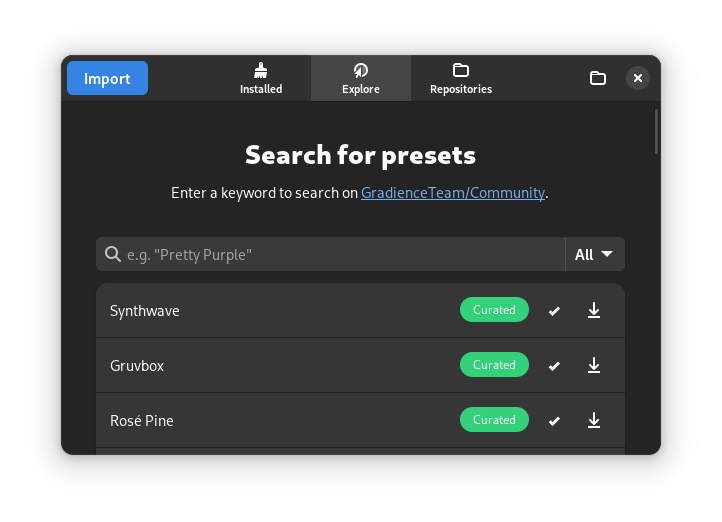 Import
Installed
Explore
Repositories
Search for presets
Enter a keyword to search on GradienceTeam/Community.
e.g. "Pretty Purple"
All
Synthwave
Curated
Gruvbox
Curated
Rosé Pine
Curated